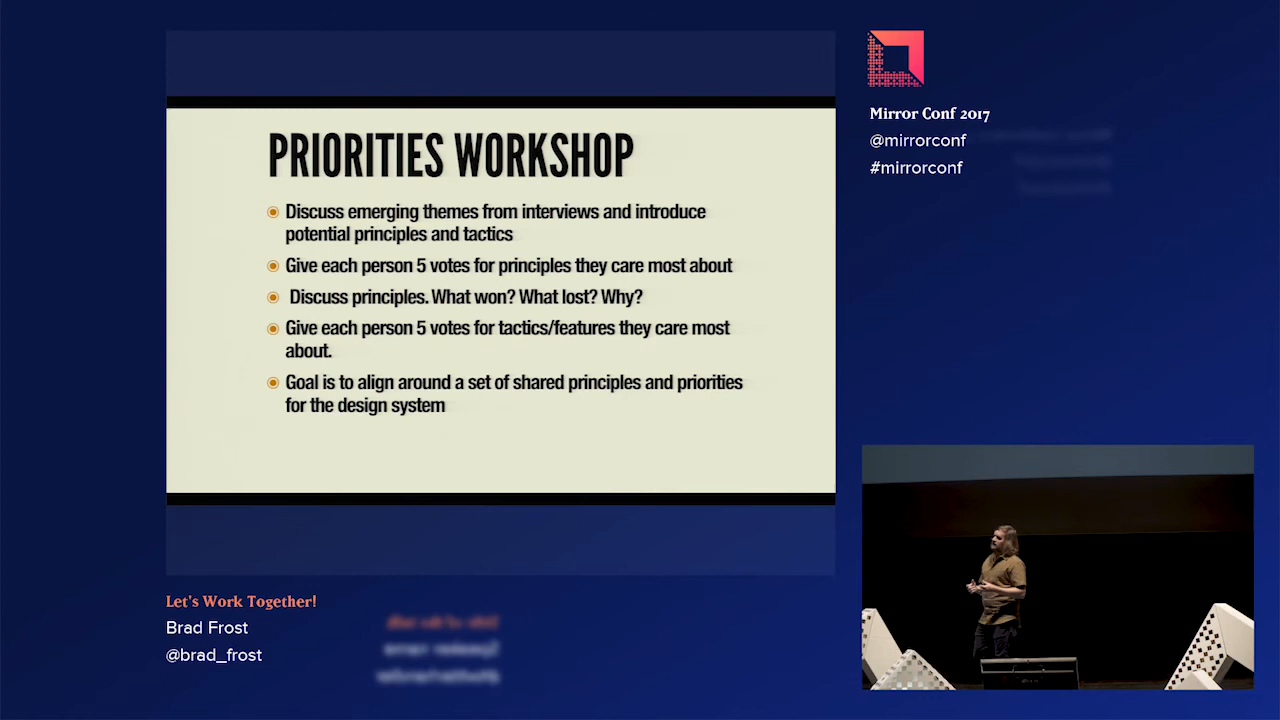 PRIORITIES WORKSHOP
Discuss emerging themes from interviews and introduce
potential principles and tactics
Give each person 5 votes for principles they care most about
Discuss principles. What won? What lost? Why?
Give each person 5 votes for tactics/features they care most
about.
Goal is to align around a set of shared principles and priorities
for the design system
Mirror Conf 2017
@mirrorconf
#mirrorconf
Let's Work Together!
Brad Frost
@brad_frost